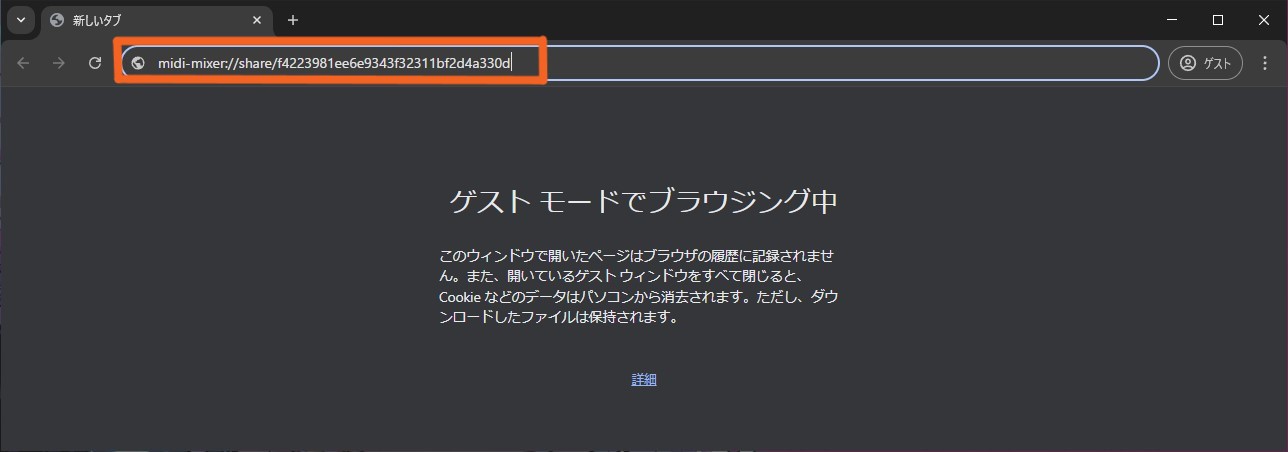 新しいタブ
midi-mixer://share/f4223981ee6e9343f32311bf2d4a330d
ゲスト
ゲスト モードでブラウジング中
このウィンドウで開いたページはブラウザの履歴に記録されませ
ん。また、開いているゲスト ウィンドウをすべて閉じると、
Cookie などのデータはパソコンから消去されます。ただし、ダウ
ンロードしたファイルは保持されます。
詳細